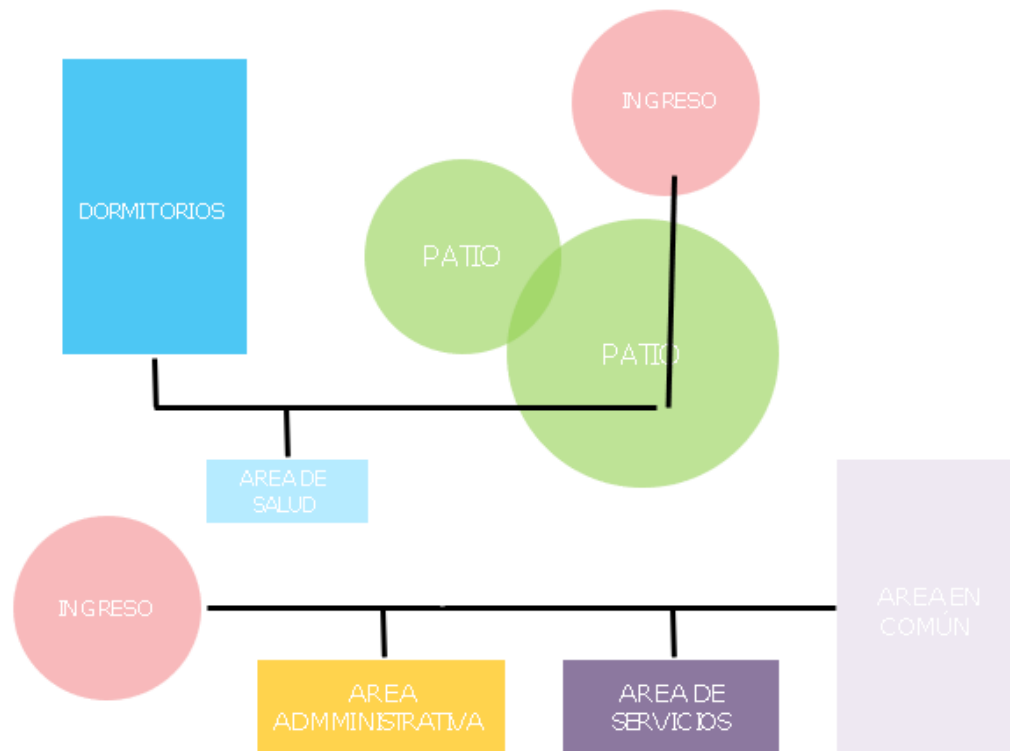 INGRESO
DORMITORIOS
PATIO
PATIO
AREA DE
SALUD
INGRESO
AREA EN
COMÚN
AREA
ADMMINISTRATIVA
AREA DE
SERVICIOS